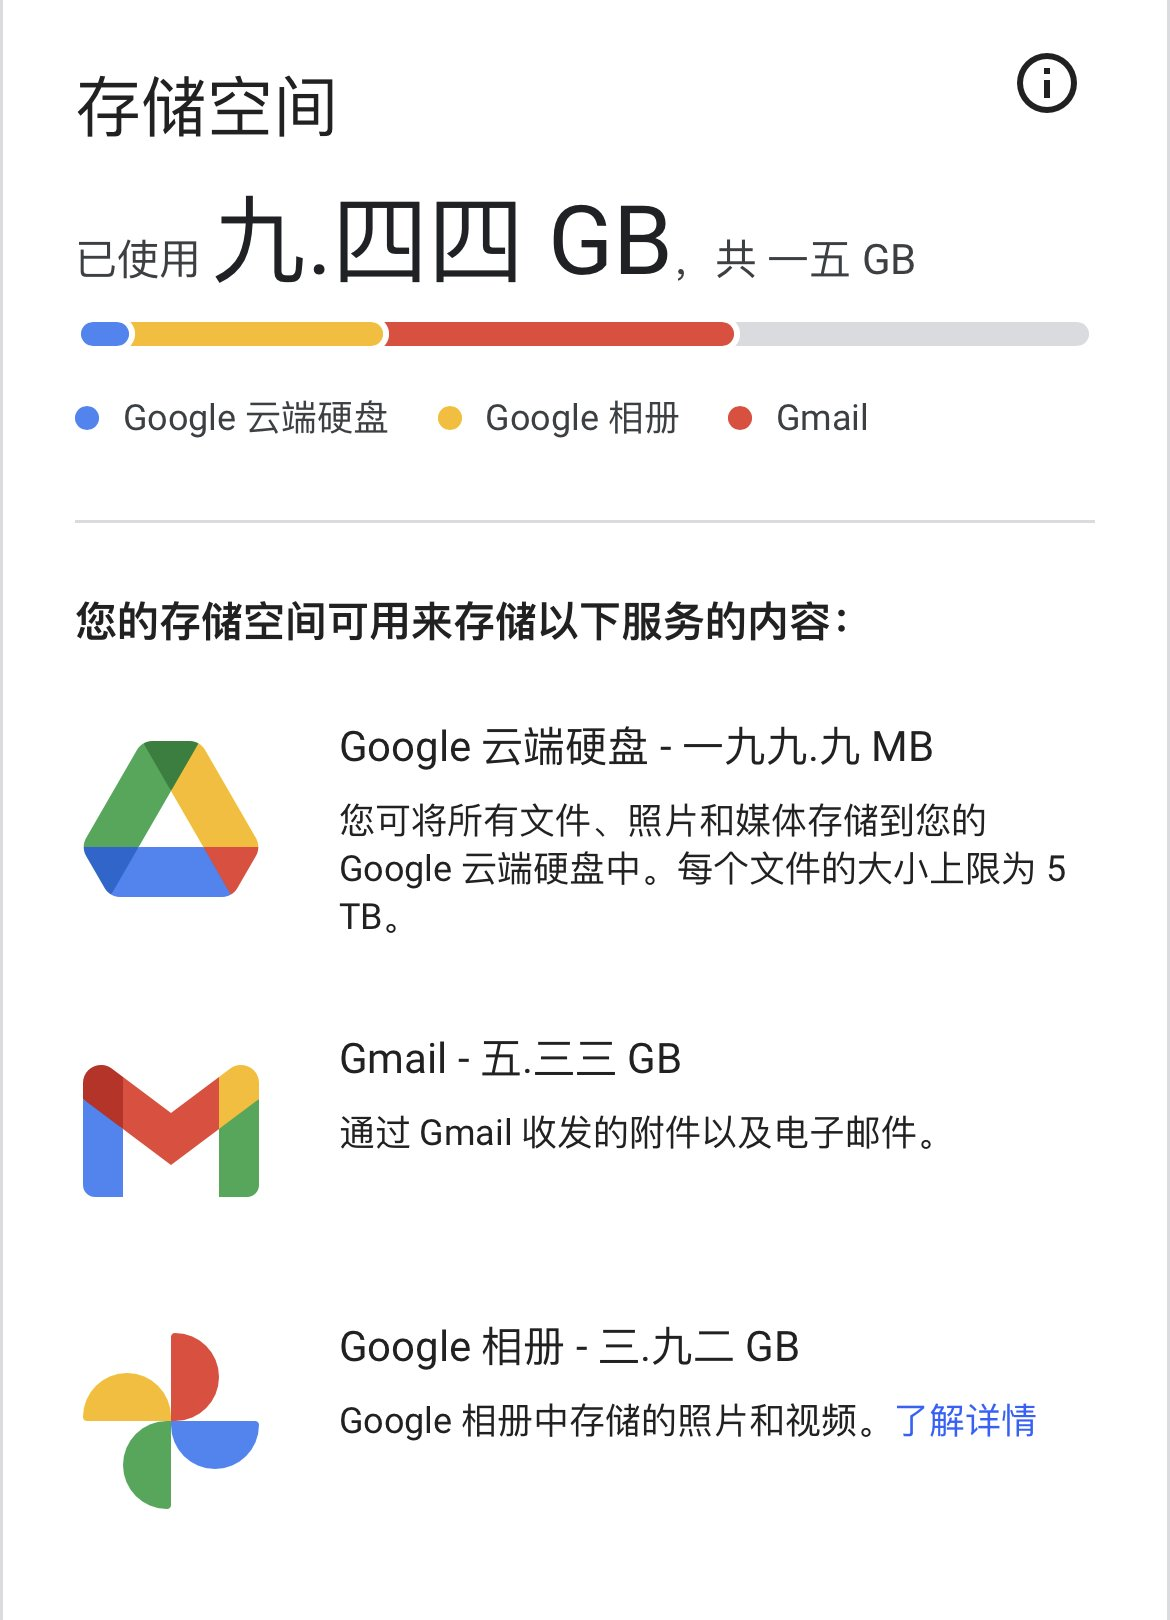 存储空间
已使用 九.四四 GB，共 一五 GB
Google 云端硬盘 Google 相册 Gmail
您的存储空间可用来存储以下服务的内容：
Google 云端硬盘 - 一九九.九 MB
您可将所有文件、照片和媒体存储到您的
Google 云端硬盘中。每个文件的大小上限为 5
TB。
Gmail - 五.三三 GB
通过 Gmail 收发的附件以及电子邮件。
Google 相册 - 三.九二 GB
Google 相册中存储的照片和视频。了解详情